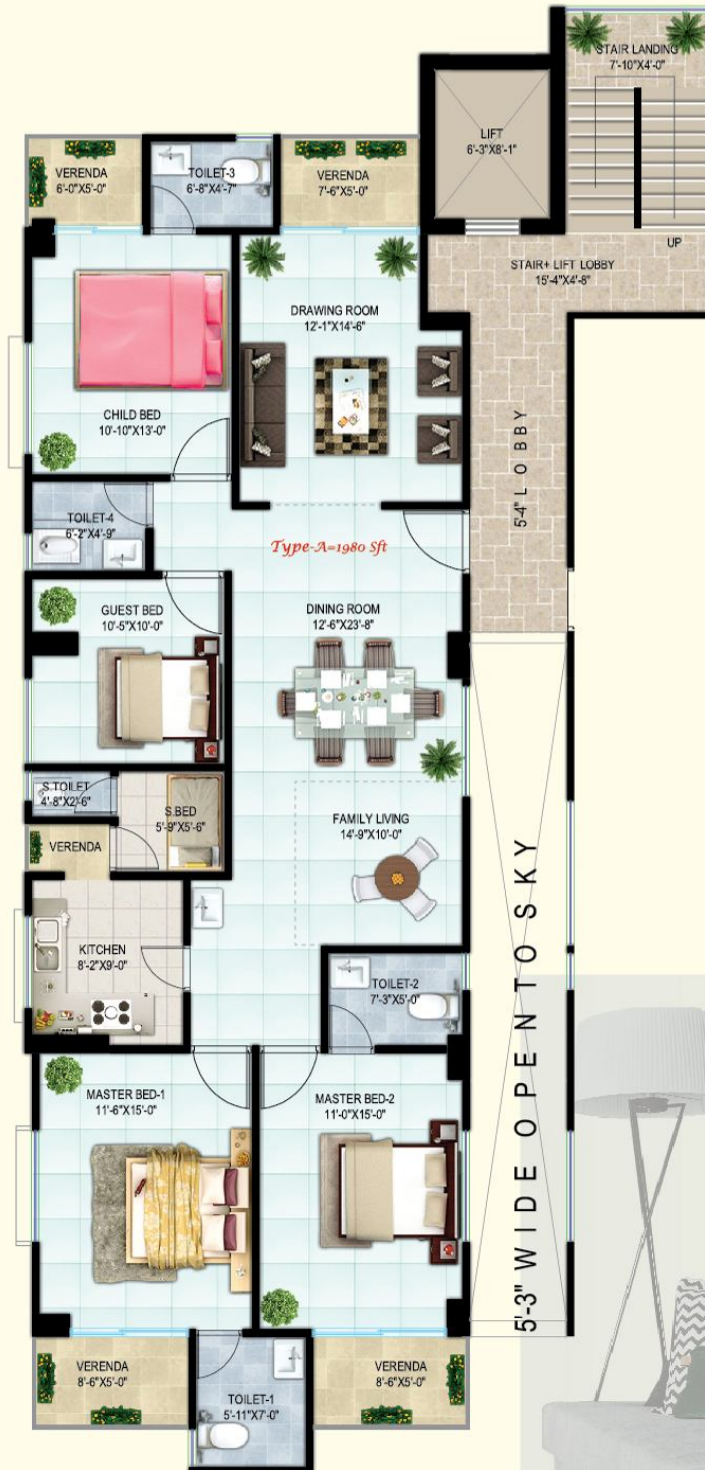 STAIR LANDING
7'-10"X4'-0"
LIFT
6'-3"X8'-1"
VERENDA
6'-0"X5'-0"
TOILET-3
6'-8"X4'-7"
VERENDA
7'-6"X5'-0"
UP
STAIR+ LIFT LOBBY
15'-4"X4'-8"
DRAWING ROOM
12'-1"X14'-6"
CHILD BED
10'-10"X13'-0"
5'-4" LOBBY
TOILET-4
6'-2"X4'-9"
Type-A=1980 Sft
GUEST BED
10'-5"X10'-0"
DINING ROOM
12'-6"X23'-8"
S.TOILET
4'-8"X2'-6"
S.BED
5'-9"X5'-6"
FAMILY LIVING
14'-9"X10'-0"
VERENDA
KITCHEN
8'-2"X9'-0"
TOILET-2
7'-3"X5'-0"
5'-3" WIDE OPEN TO SKY
MASTER BED-1
11'-6"X15'-0"
MASTER BED-2
11'-0"X15'-0"
VERENDA
8'-6"X5'-0"
TOILET-1
5'-11"X7'-0"
VERENDA
8'-6"X5'-0"